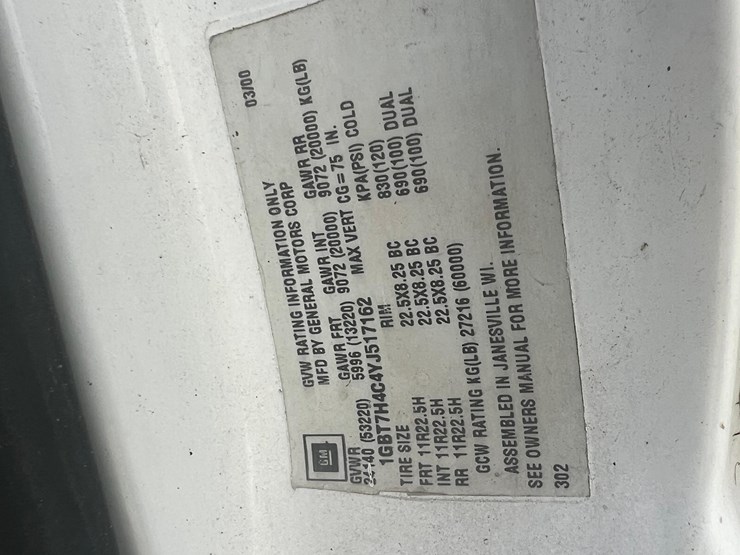 GM
GVW RATING INFORMATION ONLY 03/00
MFD BY GENERAL MOTORS CORP
GVWR GAWR FRT GAWR INT GAWR RR
24140 (53220) 5996 (13220) 9072 (20000) 9072 (20000) KG(LB)
1GBT7H4C4YJ517162 MAX VERT CG = 75 IN.
TIRE SIZE RIM KPA(PSI) COLD
FRT 11R22.5H 22.5X8.25 BC 830(120)
INT 11R22.5H 22.5X8.25 BC 690(100) DUAL
RR 11R22.5H 22.5X8.25 BC 690(100) DUAL
GCW RATING KG(LB) 27216 (60000)
ASSEMBLED IN JANESVILLE WI.
SEE OWNERS MANUAL FOR MORE INFORMATION.
302